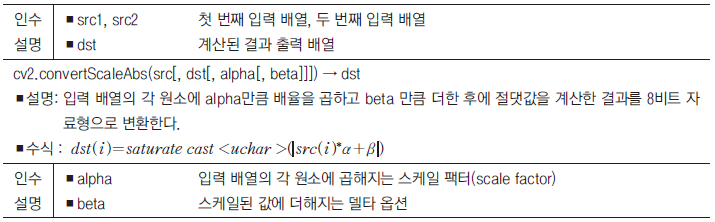 인수 ■ src1, src2 첫 번째 입력 배열, 두 번째 입력 배열
설명 ■ dst 계산된 결과 출력 배열
cv2.convertScaleAbs(src[, dst[, alpha[, beta]]]) → dst
■설명: 입력 배열의 각 원소에 alpha만큼 배율을 곱하고 beta 만큼 더한 후에 절댓값을 계산한 결과를 8비트 자
료형으로 변환한다.
■수식 : dst(i)=saturate cast <uchar >(|src(i)*α+β|)
인수 ■ alpha 입력 배열의 각 원소에 곱해지는 스케일 팩터(scale factor)
설명 ■ beta 스케일된 값에 더해지는 델타 옵션